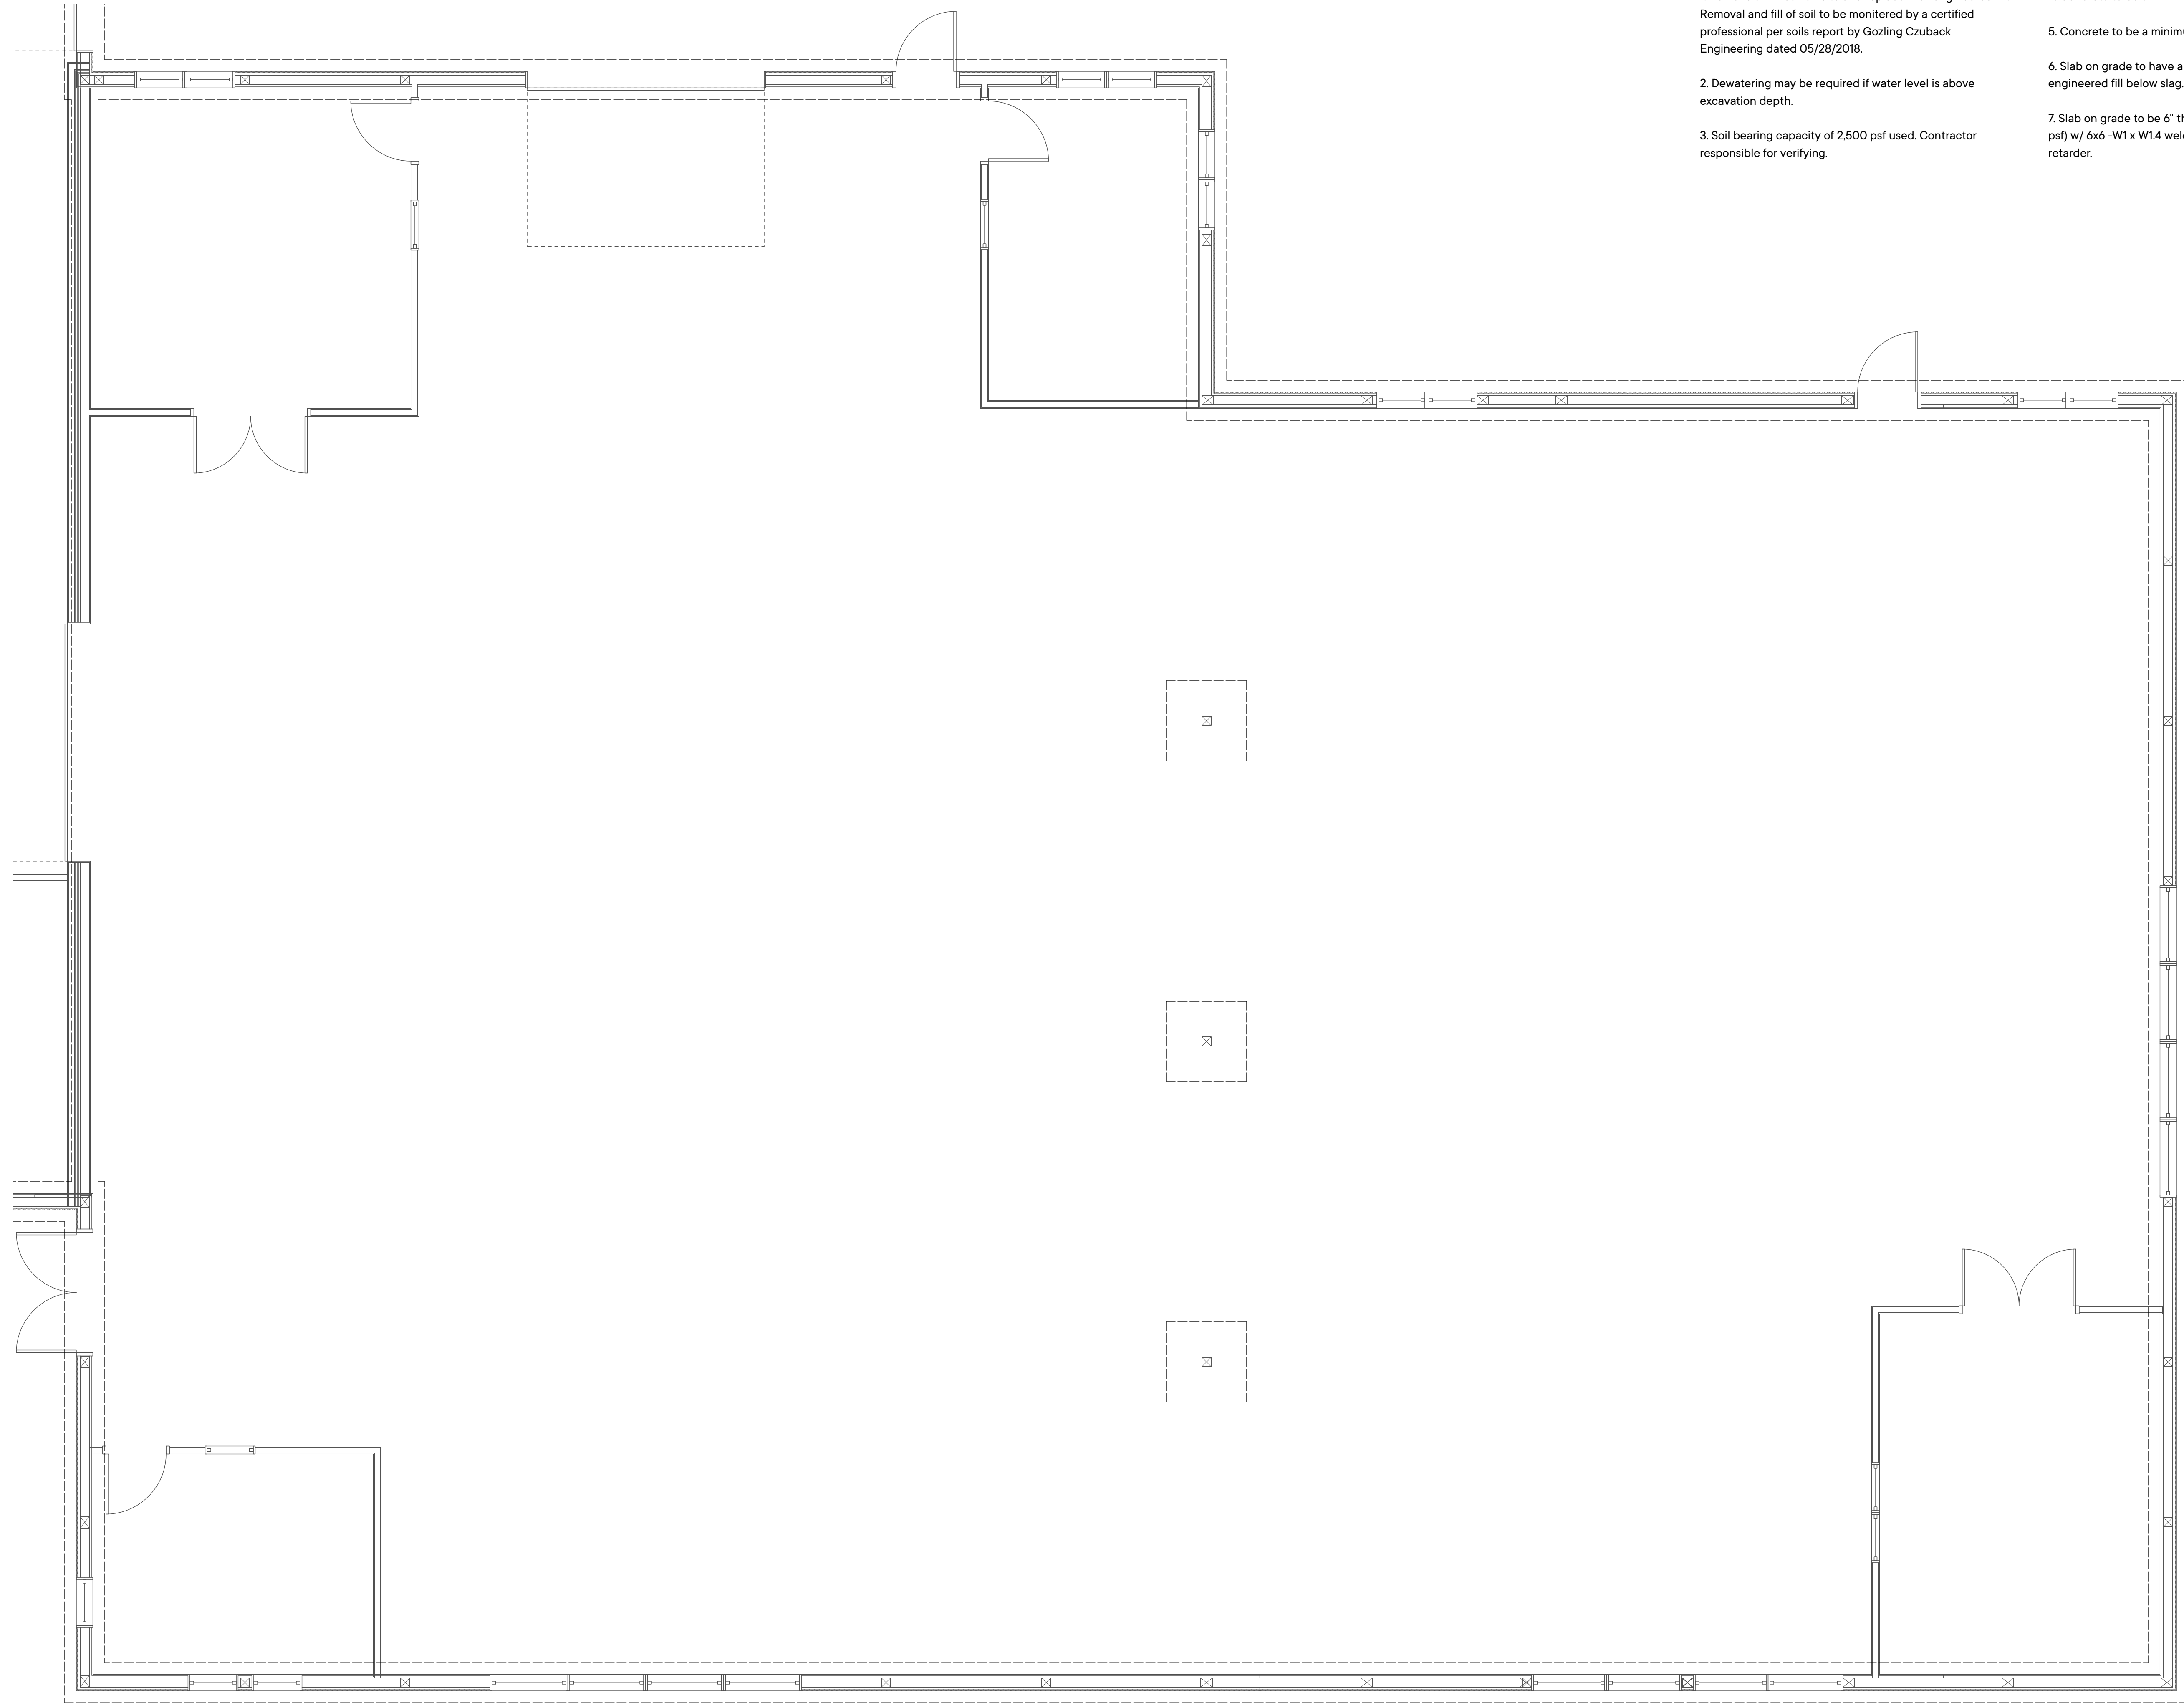 Removal and fill of soil to be monitered by a certified
professional per soils report by Gozling Czuback
Engineering dated 05/28/2018.
2. Dewatering may be required if water level is above
excavation depth.
3. Soil bearing capacity of 2,500 psf used. Contractor
responsible for verifying.
5. Concrete to be a
6. Slab on grade to have a
engineered fill below slag.
7. Slab on grade to be 6"
psf) w/ 6x6 -W1 x W1.4
retarder.